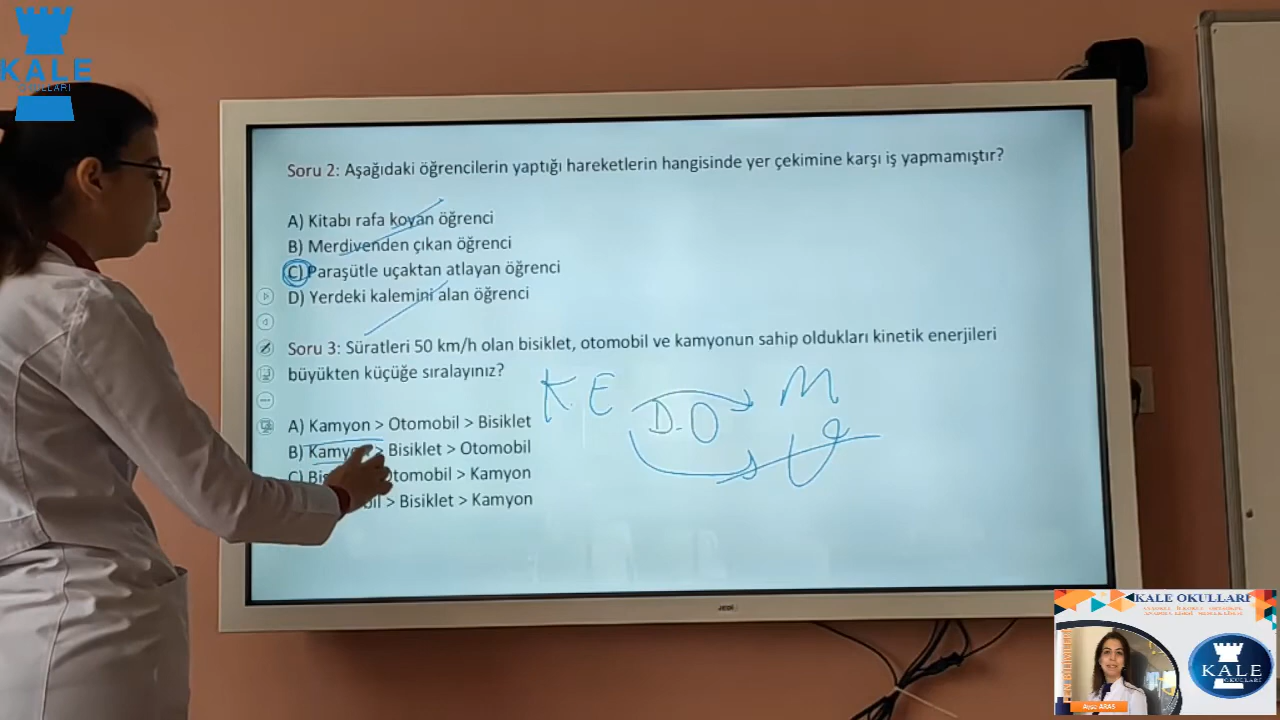 KALE
OKULLARI
Soru 2: Aşağıdaki öğrencilerin yaptığı hareketlerin hangisinde yer çekimine karşı iş yapmamıştır?
A) Kitabı rafa koyan öğrenci
B) Merdivenden çıkan öğrenci
C) Paraşütle uçaktan atlayan öğrenci
D) Yerdeki kalemini alan öğrenci
Soru 3: Süratleri 50 km/h olan bisiklet, otomobil ve kamyonun sahip oldukları kinetik enerjileri
büyükten küçüğe sıralayınız?
K.E D.O M
A) Kamyon > Otomobil > Bisiklet
B) Kamyon > Bisiklet > Otomobil
C) Otomobil > Kamyon
> Bisiklet > Kamyon
JEDI
KALE OKULLARI
KALE
OKULLARI
Ayşe ARAS